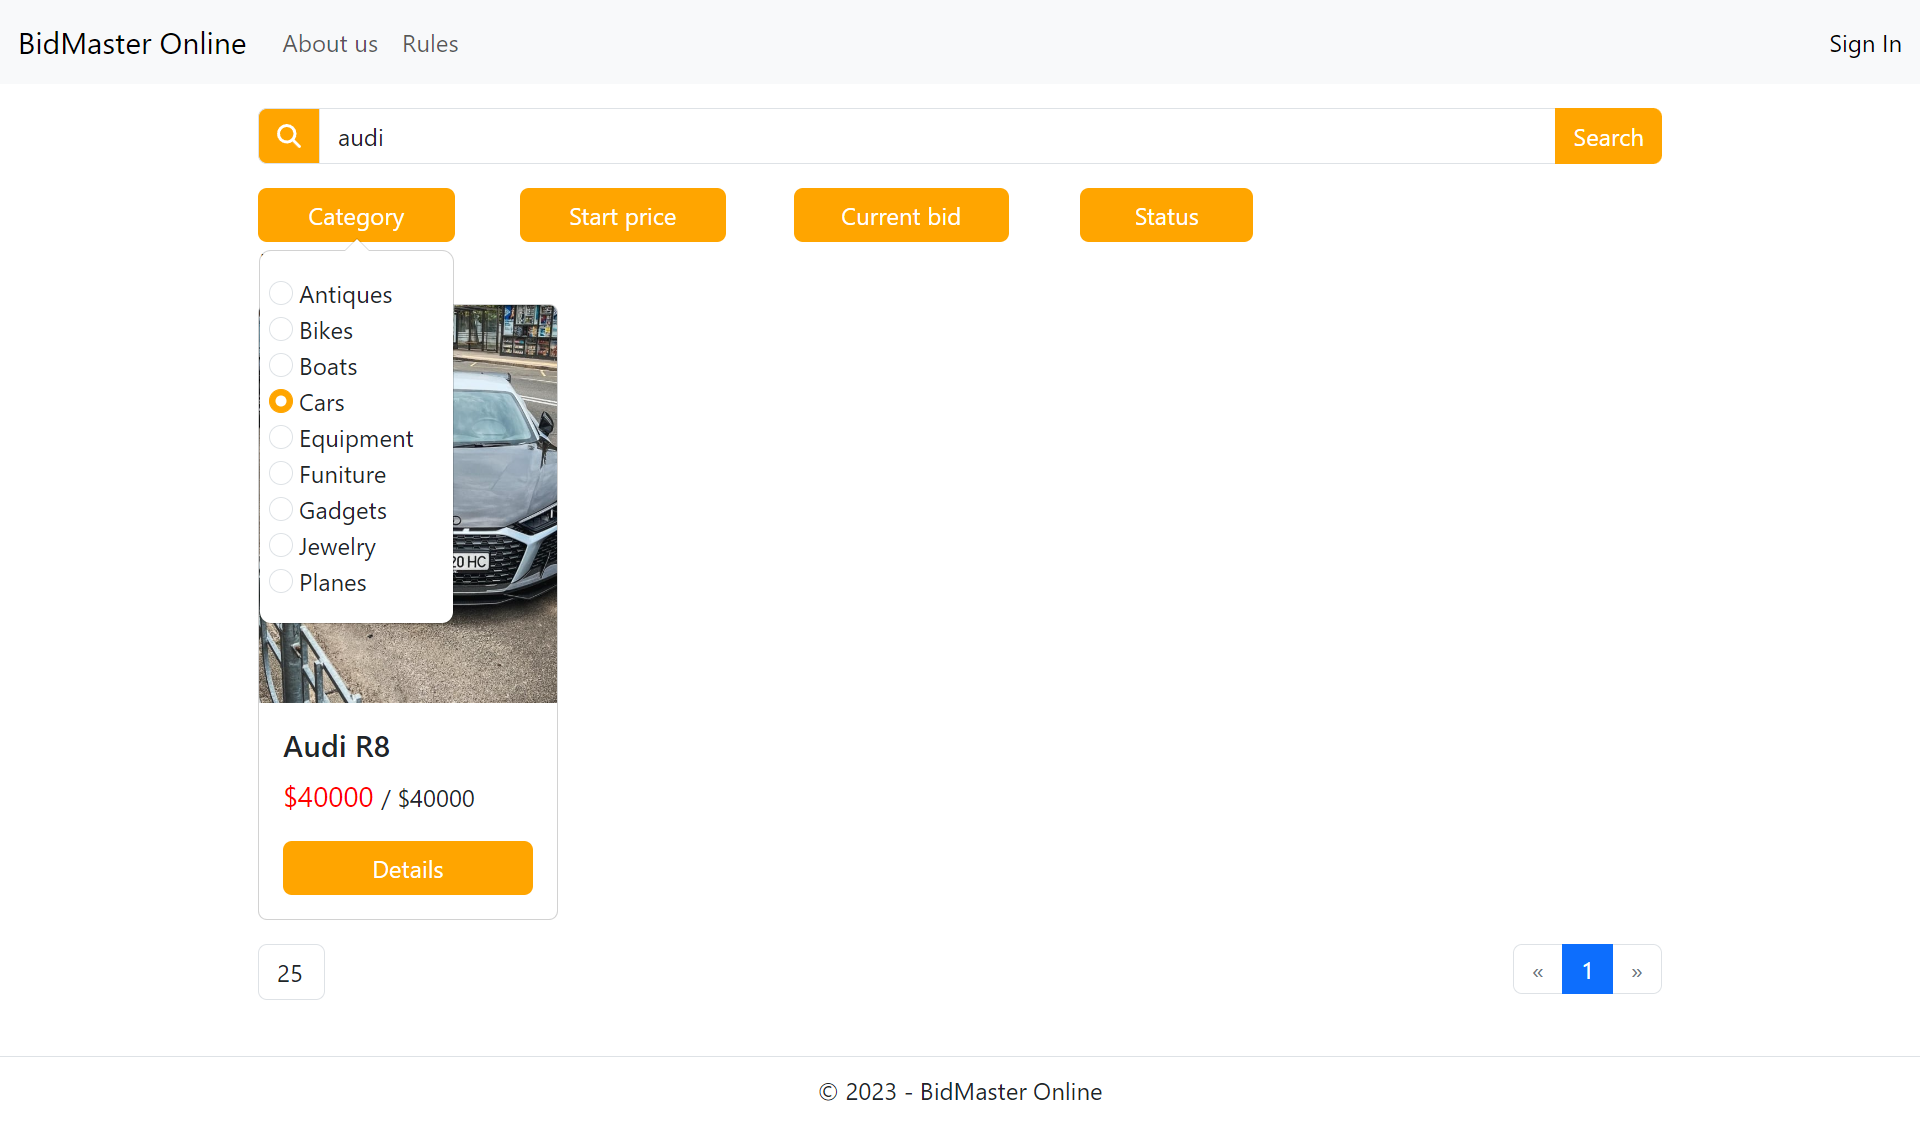 BidMaster Online About us Rules Sign In
audi Search
Category Start price Current bid Status
Antiques
Bikes
Boats
Cars
Equipment
Funiture
Gadgets
Jewelry
Planes
20 HC
Audi R8
$40000 / $40000
Details
25 « 1 »
© 2023 - BidMaster Online